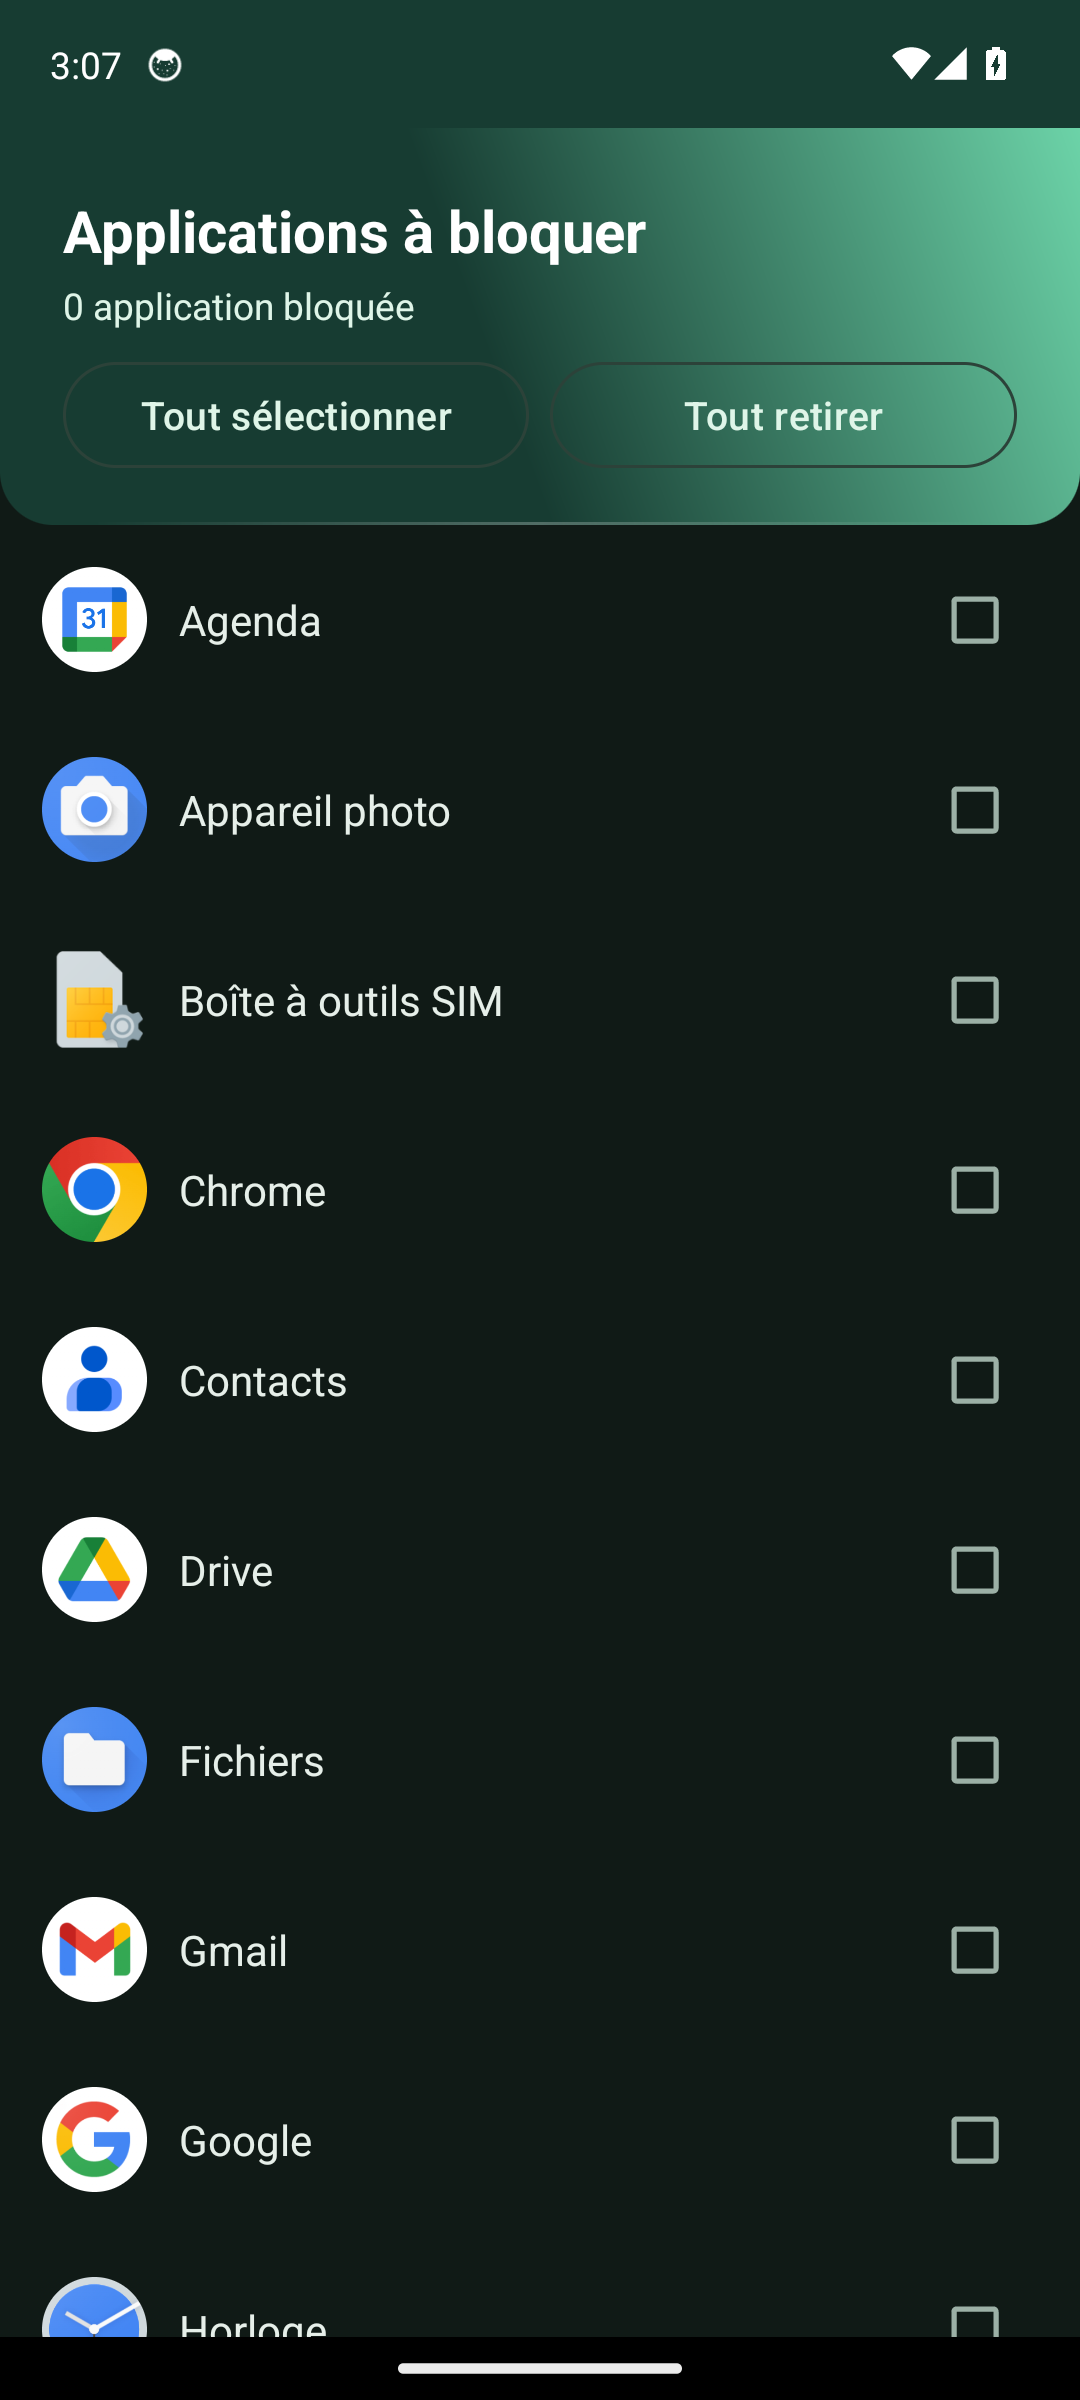 3:07
Applications à bloquer
0 application bloquée
Tout sélectionner
Tout retirer
31
Agenda
Appareil photo
Boîte à outils SIM
Chrome
Contacts
Drive
Fichiers
Gmail
Google
Horloge